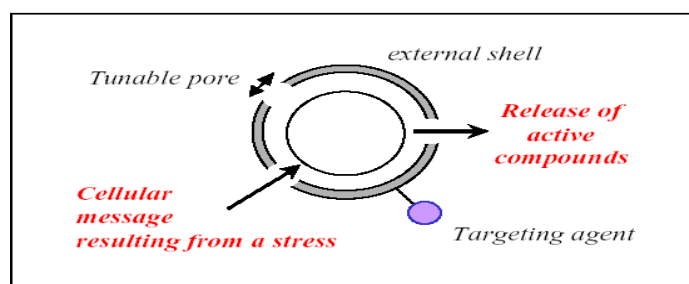 external shell
Tunable pore
Release of
active
compounds
Cellular
message
resulting from a stress
Targeting agent